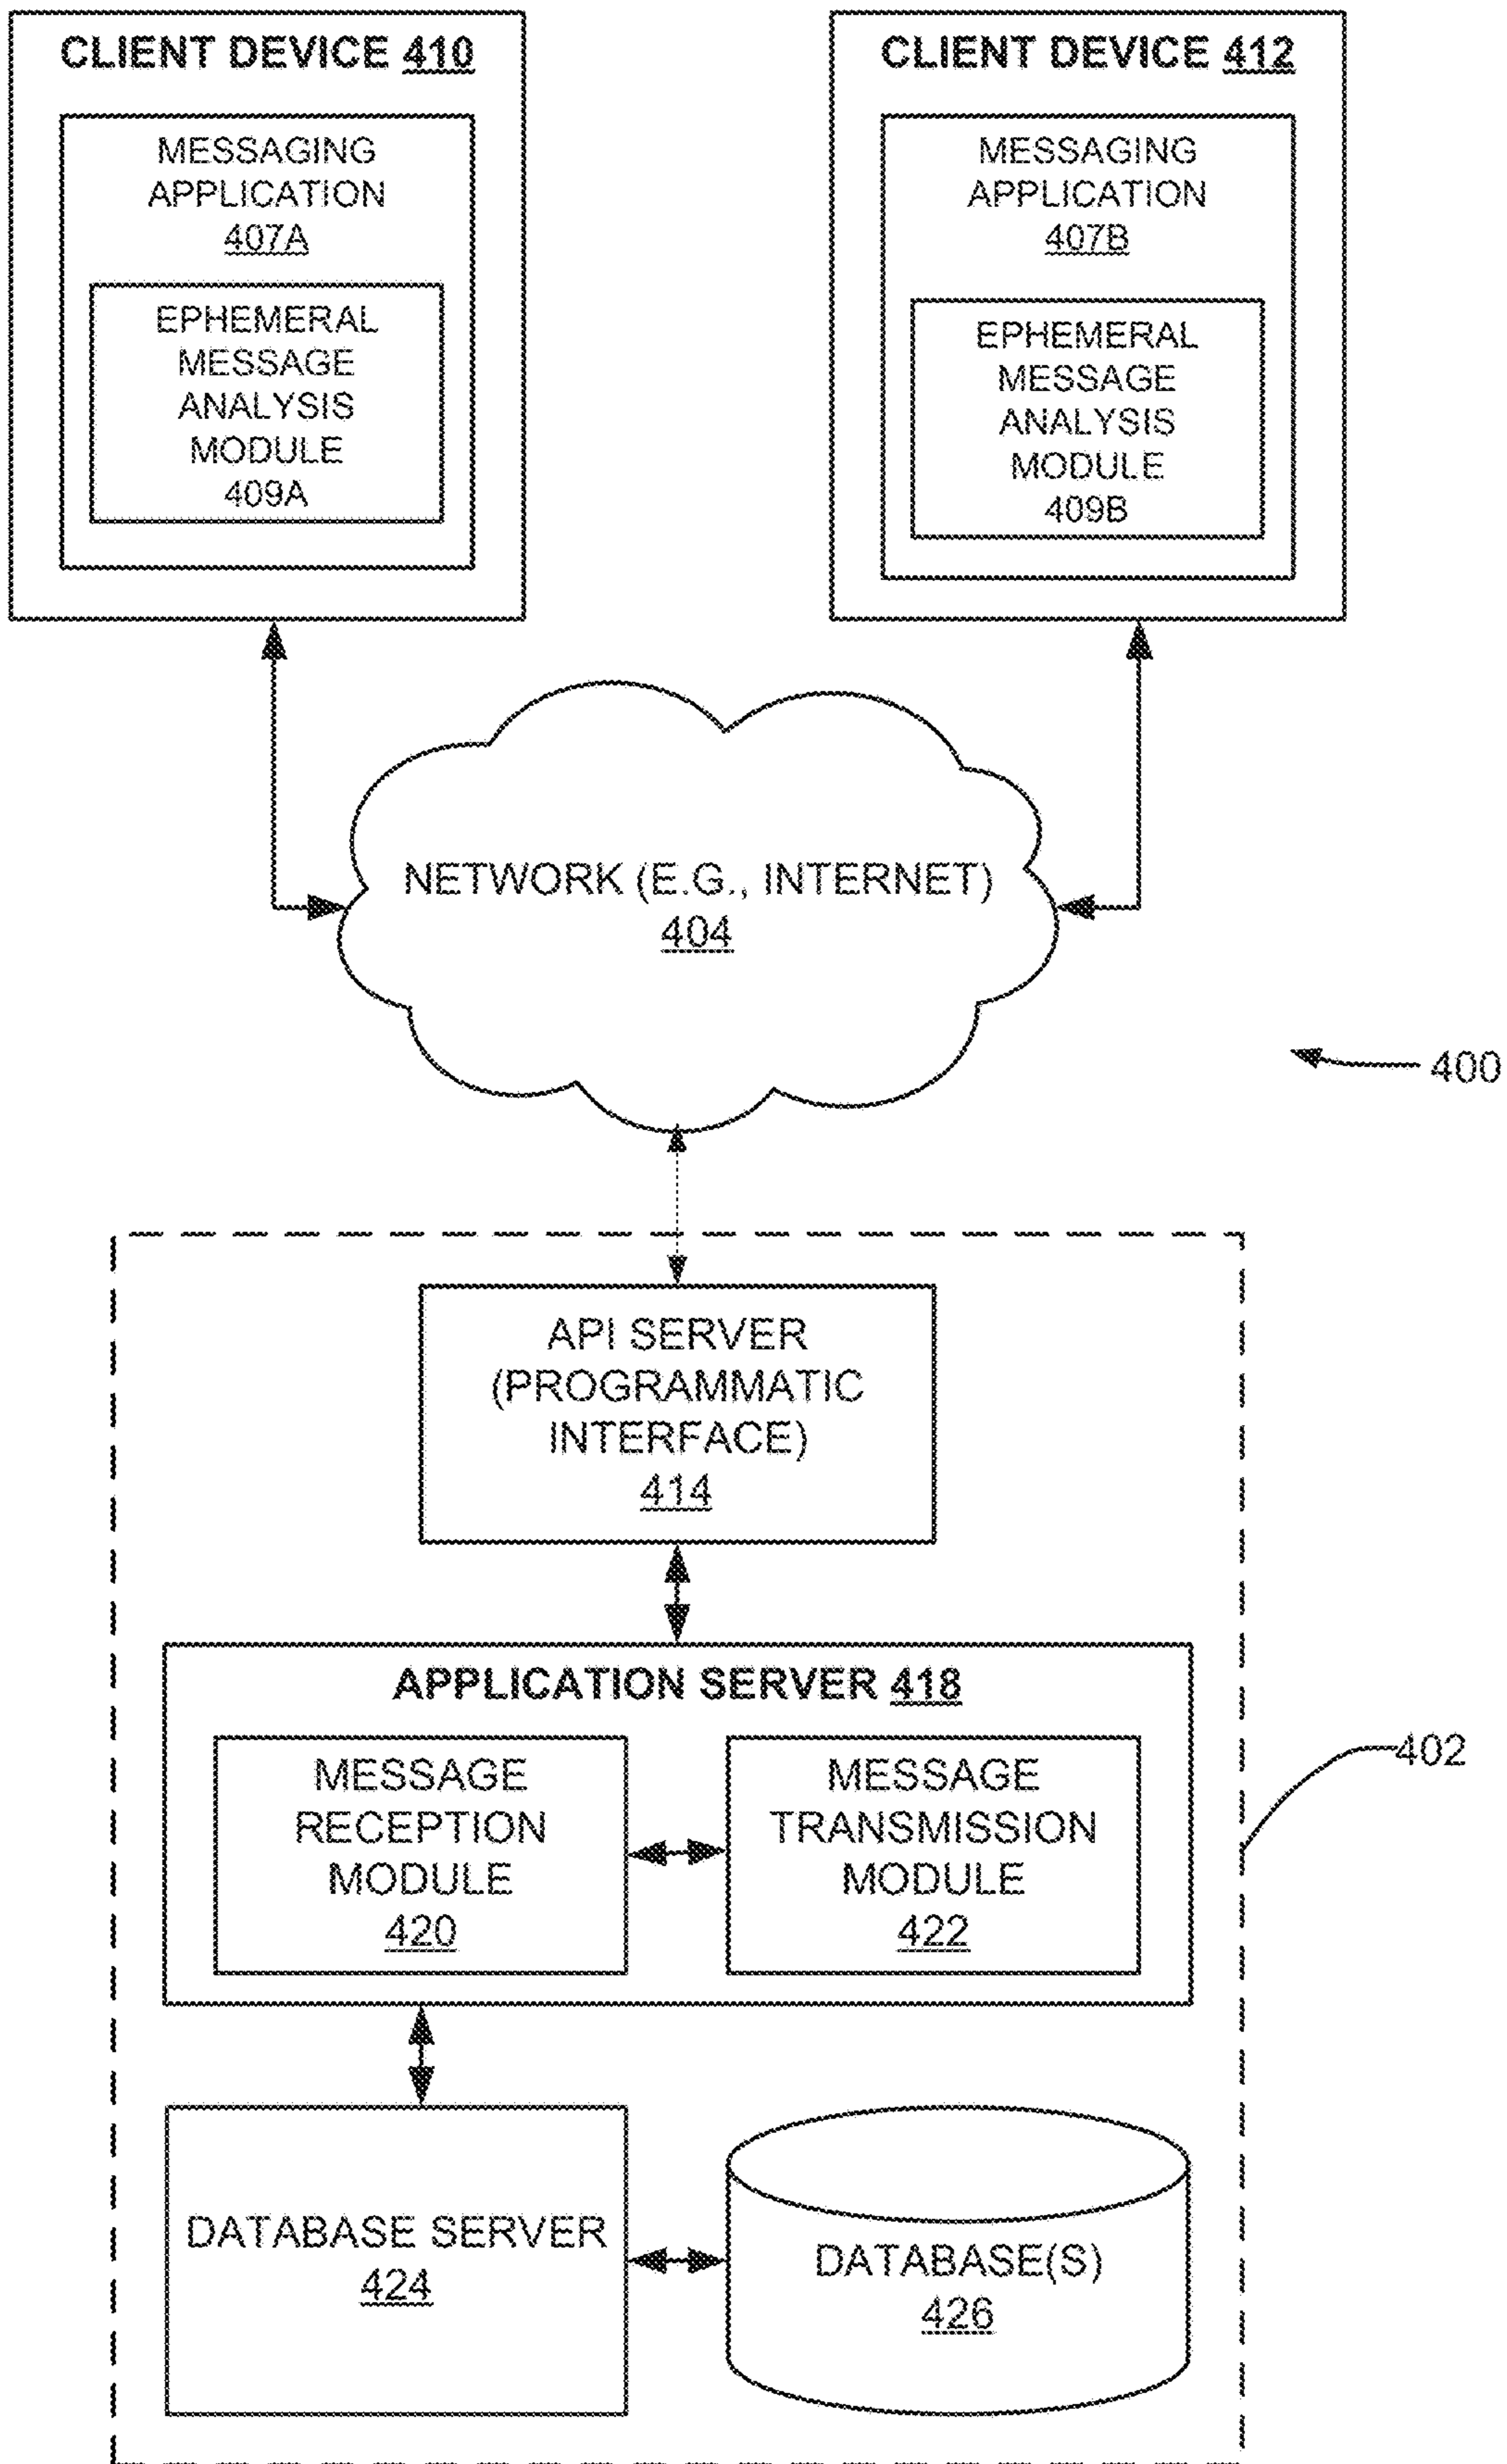 CLIENT DEVICE 410
MESSAGING
APPLICATION
407A
EPHEMERAL
MESSAGE
ANALYSIS
MODULE
409A
CLIENT DEVICE 412
MESSAGING
APPLICATION
407B
EPHEMERAL
MESSAGE
ANALYSIS
MODULE
409B
NETWORK (E.G., INTERNET)
404
400
API SERVER
(PROGRAMMATIC
INTERFACE)
414
APPLICATION SERVER 418
MESSAGE
RECEPTION
MODULE
420
MESSAGE
TRANSMISSION
MODULE
422
402
DATABASE SERVER
424
DATABASE(S)
426